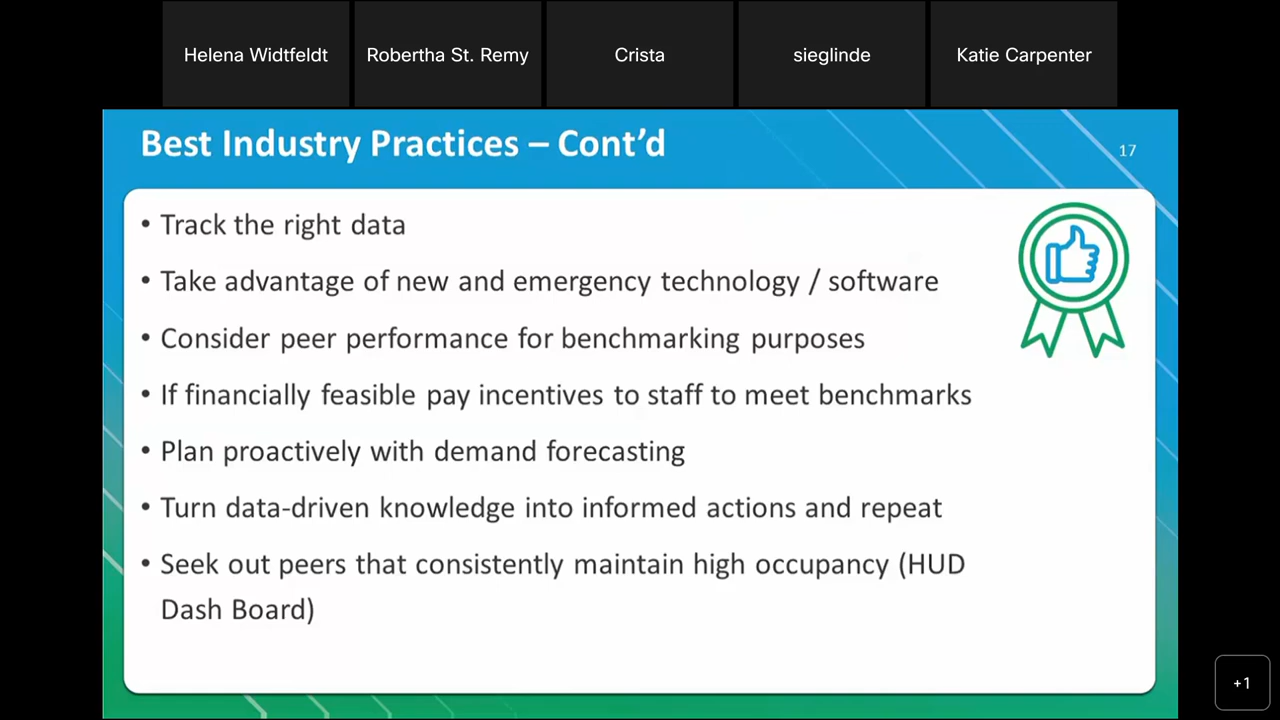 Helena Widtfeldt
Robertha St. Remy
Crista
sieglinde
Katie Carpenter
Best Industry Practices – Cont’d
17
• Track the right data
• Take advantage of new and emergency technology / software
• Consider peer performance for benchmarking purposes
• If financially feasible pay incentives to staff to meet benchmarks
• Plan proactively with demand forecasting
• Turn data-driven knowledge into informed actions and repeat
• Seek out peers that consistently maintain high occupancy (HUD
Dash Board)
+1